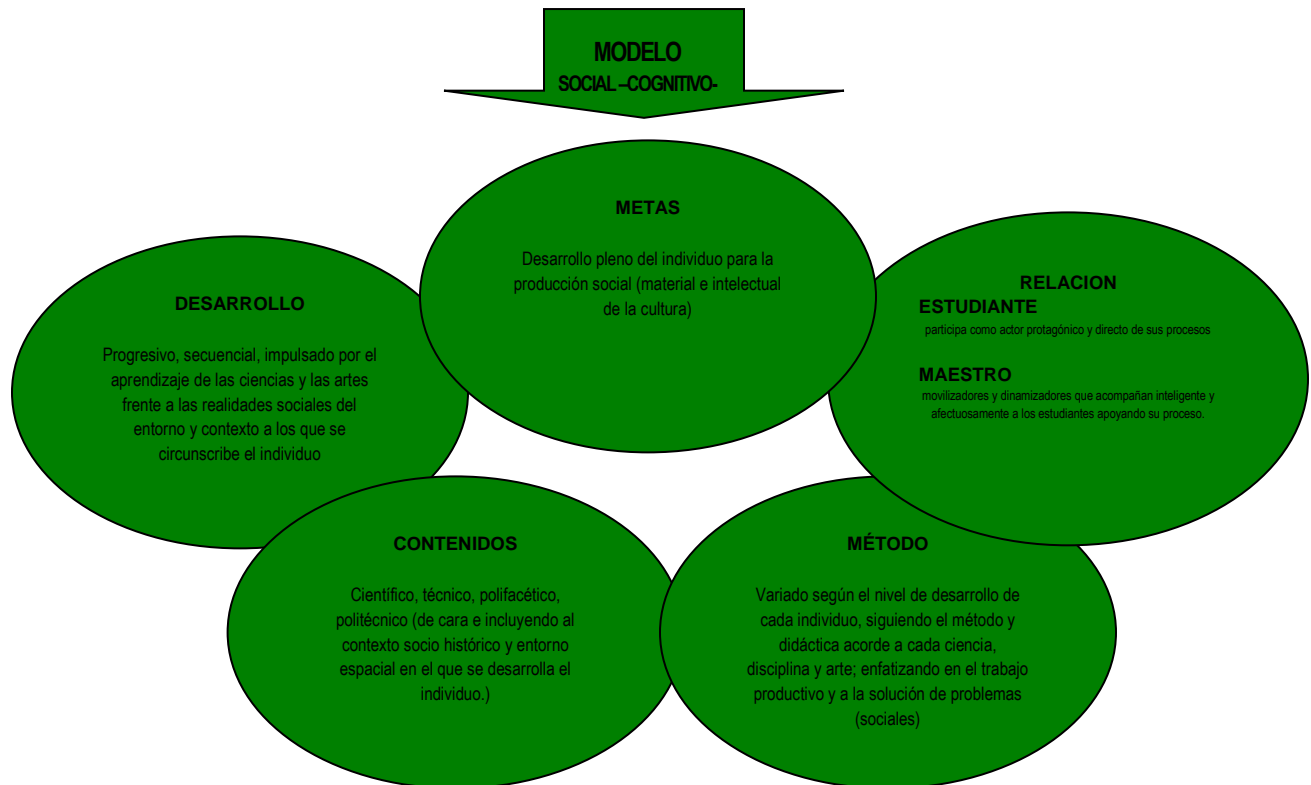 MODELO
SOCIAL –COGNITIVO-
METAS
Desarrollo pleno del individuo para la
producción social (material e intelectual
de la cultura)
DESARROLLO
Progresivo, secuencial, impulsado por el
aprendizaje de las ciencias y las artes
frente a las realidades sociales del
entorno y contexto a los que se
circunscribe el individuo
RELACION
ESTUDIANTE
participa como actor protagónico y directo de sus procesos
MAESTRO
movilizadores y dinamizadores que acompañan inteligente y
afectuosamente a los estudiantes apoyando su proceso.
CONTENIDOS
Científico, técnico, polifacético,
politécnico (de cara e incluyendo al
contexto socio histórico y entorno
espacial en el que se desarrolla el
individuo.)
MÉTODO
Variado según el nivel de desarrollo de
cada individuo, siguiendo el método y
didáctica acorde a cada ciencia,
disciplina y arte; enfatizando en el trabajo
productivo y a la solución de problemas
(sociales)